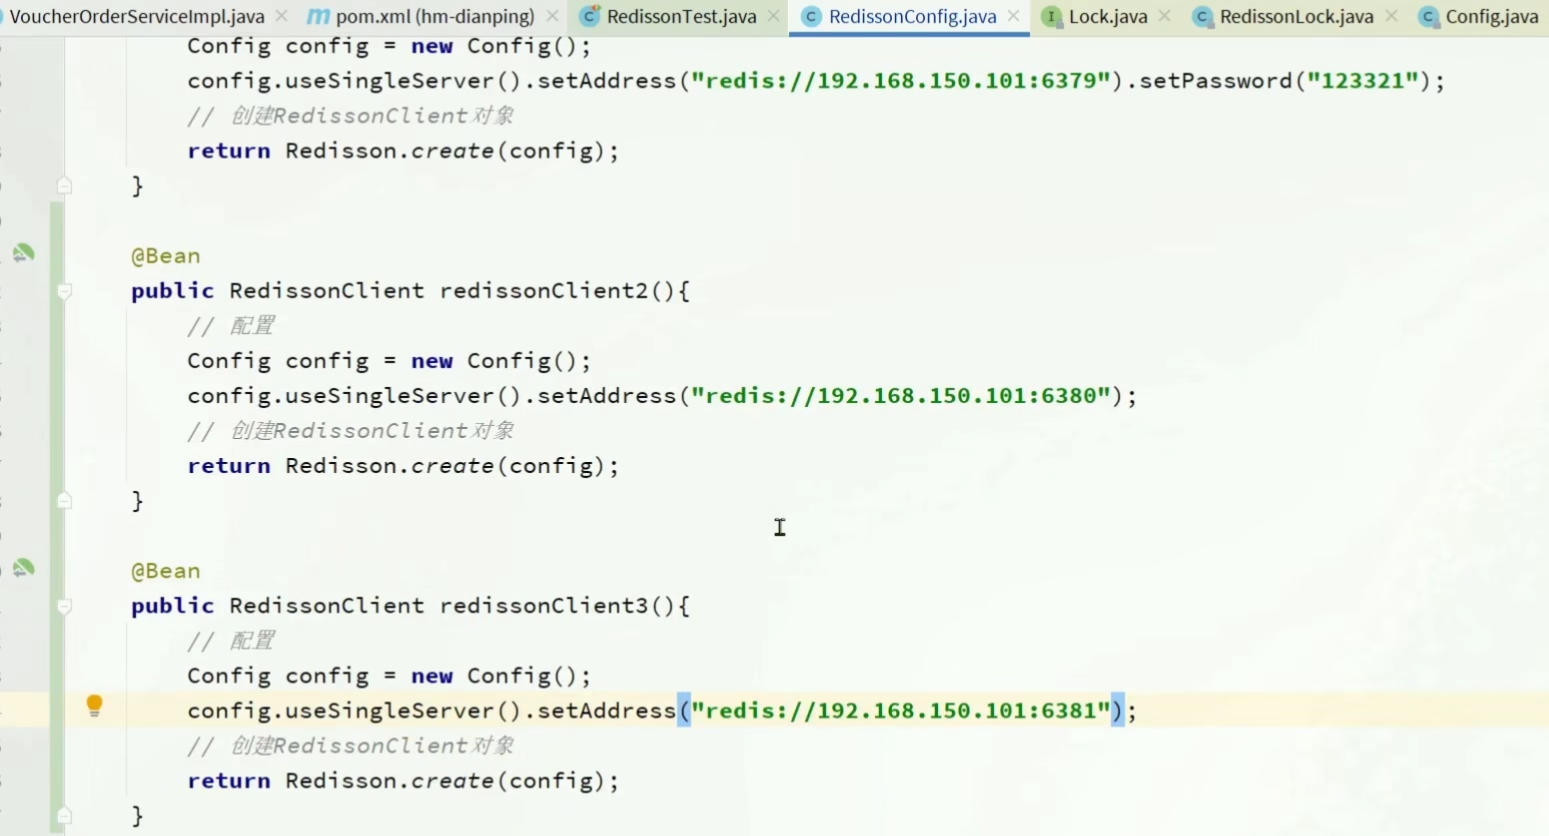 VoucherOrderServiceImpl.java pom.xml (hm-dianping) RedissonTest.java RedissonConfig.java Lock.java RedissonLock.java Config.java
Config config = new Config();
config.useSingleServer().setAddress("redis://192.168.150.101:6379").setPassword("123321");
// 创建RedissonClient对象
return Redisson.create(config);
}
@Bean
public RedissonClient redissonClient2(){
// 配置
Config config = new Config();
config.useSingleServer().setAddress("redis://192.168.150.101:6380");
// 创建RedissonClient对象
return Redisson.create(config);
}
@Bean
public RedissonClient redissonClient3(){
// 配置
Config config = new Config();
config.useSingleServer().setAddress("redis://192.168.150.101:6381");
// 创建RedissonClient对象
return Redisson.create(config);
}